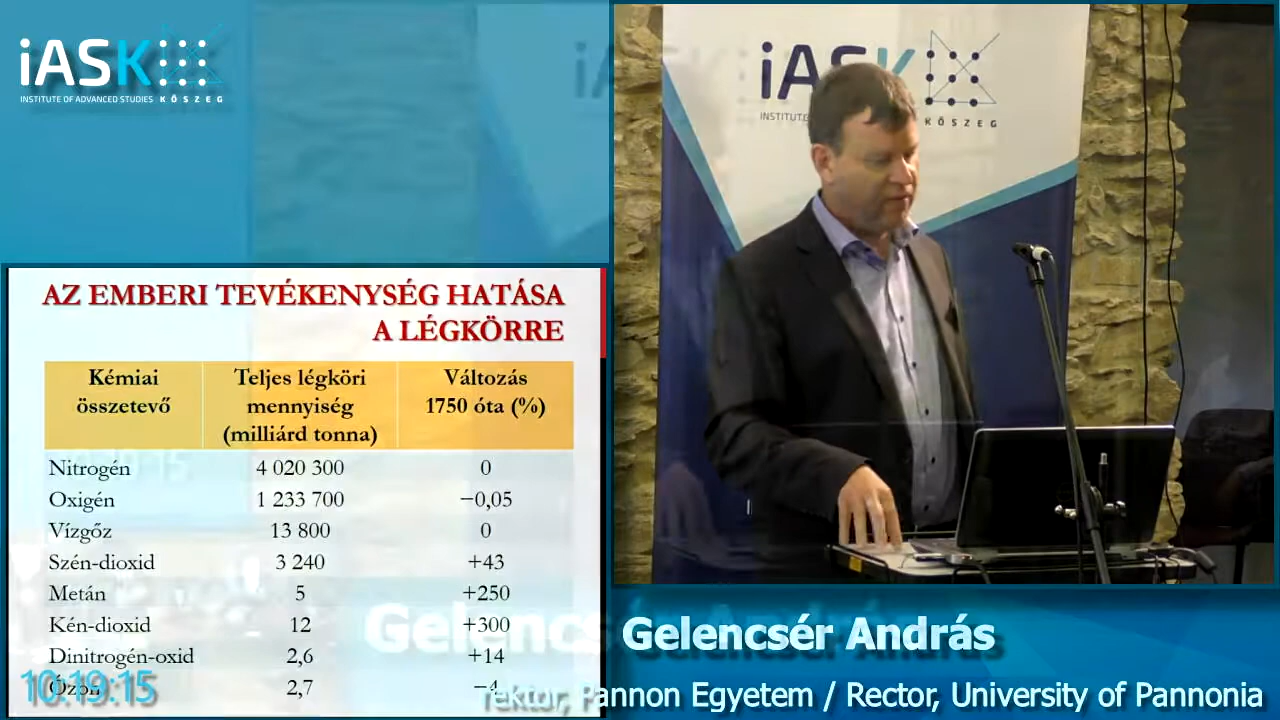 iASK
INSTITUTE OF ADVANCED STUDIES KŐSZEG
iASK
KŐSZEG
AZ EMBERI TEVÉKENYSÉG HATÁSA
A LÉGKÖRRE
Kémiai összetevő Teljes légköri mennyiség (milliárd tonna) Változás 1750 óta (%)
Nitrogén 4 020 300 0
Oxigén 1 233 700 −0,05
Vízgőz 13 800 0
Szén-dioxid 3 240 +43
Metán 5 +250
Kén-dioxid 12 +300
Dinitrogén-oxid 2,6 +14
Ózon 2,7 −4
10:19:15
Gelencsér András
rektor, Pannon Egyetem / Rector, University of Pannonia